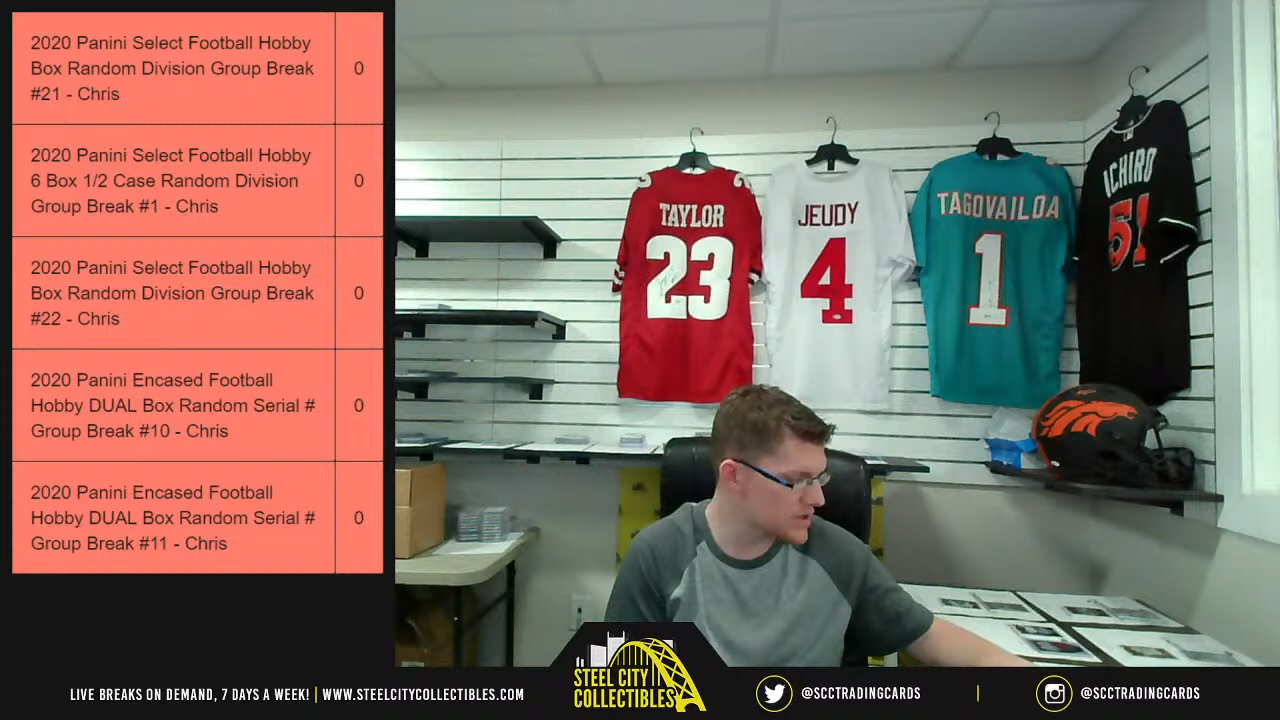 2020 Panini Select Football Hobby
Box Random Division Group Break
#21 - Chris
0
2020 Panini Select Football Hobby
6 Box 1/2 Case Random Division
Group Break #1 - Chris
0
2020 Panini Select Football Hobby
Box Random Division Group Break
#22 - Chris
0
2020 Panini Encased Football
Hobby DUAL Box Random Serial #
Group Break #10 - Chris
0
2020 Panini Encased Football
Hobby DUAL Box Random Serial #
Group Break #11 - Chris
0
TAYLOR
23
JEUDY
4
TAGOVAILOA
1
ICHIRO
51
LIVE BREAKS ON DEMAND, 7 DAYS A WEEK! | WWW.STEELCITYCOLLECTIBLES.COM
STEEL CITY
COLLECTIBLES
@SCCTRADINGCARDS | @SCCTRADINGCARDS